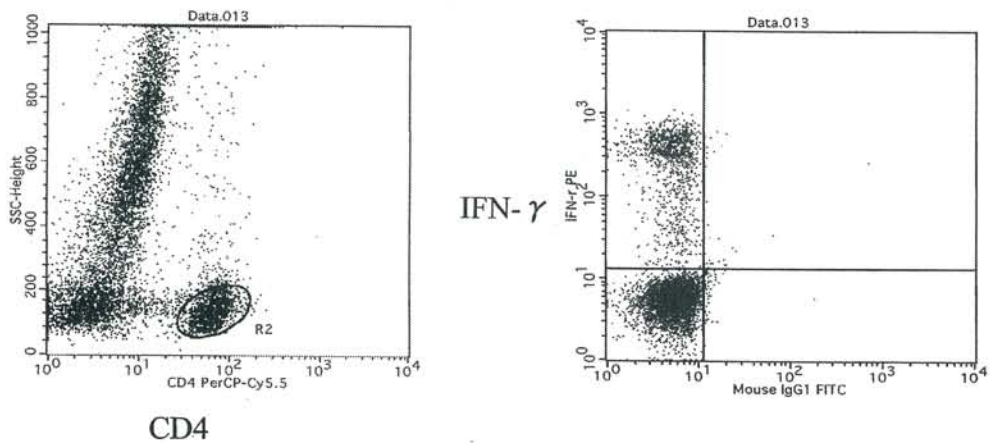 Data.013
1000
800
600
400
200
0
SSC-Height
10^0 10^1 10^2 10^3 10^4
CD4 PerCP-Cy5.5
R2
CD4
Data.013
IFN-γ
10^4
10^3
10^2
10^1
10^0
IFN-r PE
10^0 10^1 10^2 10^3 10^4
Mouse IgG1 FITC